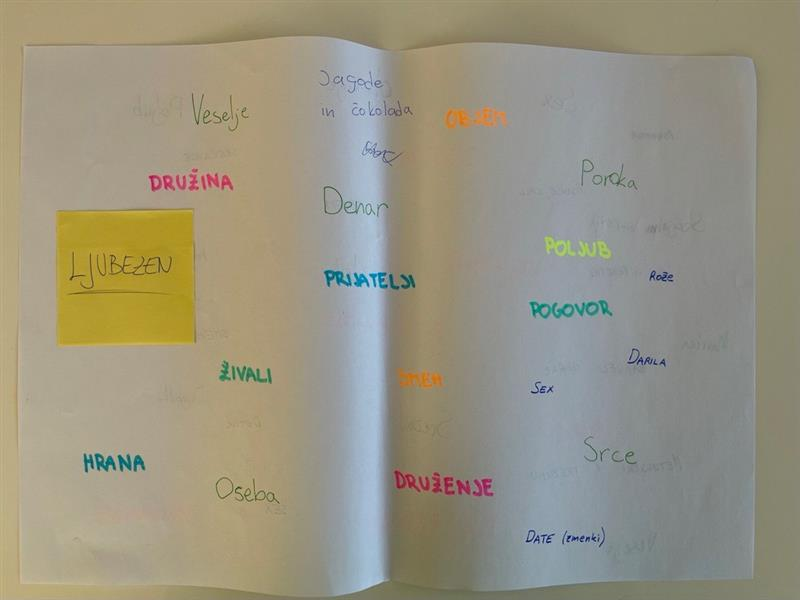 Jagode
in čokolada
Veselje
OBJEM
DRUŽINA
Poroka
Denar
LJUBEZEN
POLJUB
PRIJATELJI
ROŽE
POGOVOR
DARILA
ŽIVALI
SMEH
SEX
Srce
HRANA
Oseba
DRUŽENJE
DATE (zmenki)